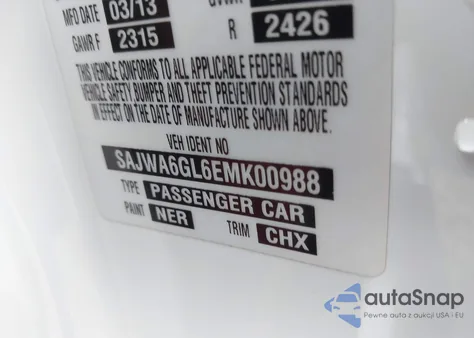 MFD DATE 03/13
GAWR F 2315 R 2426
THIS VEHICLE CONFORMS TO ALL APPLICABLE FEDERAL MOTOR
VEHICLE SAFETY, BUMPER AND THEFT PREVENTION STANDARDS
IN EFFECT ON THE DATE OF MANUFACTURE SHOWN ABOVE.
VEH IDENT NO
SAJWA6GL6EMK00988
TYPE PASSENGER CAR
PAINT NER TRIM CHX
autoSnap
Pewne auto z aukcji USA i EU